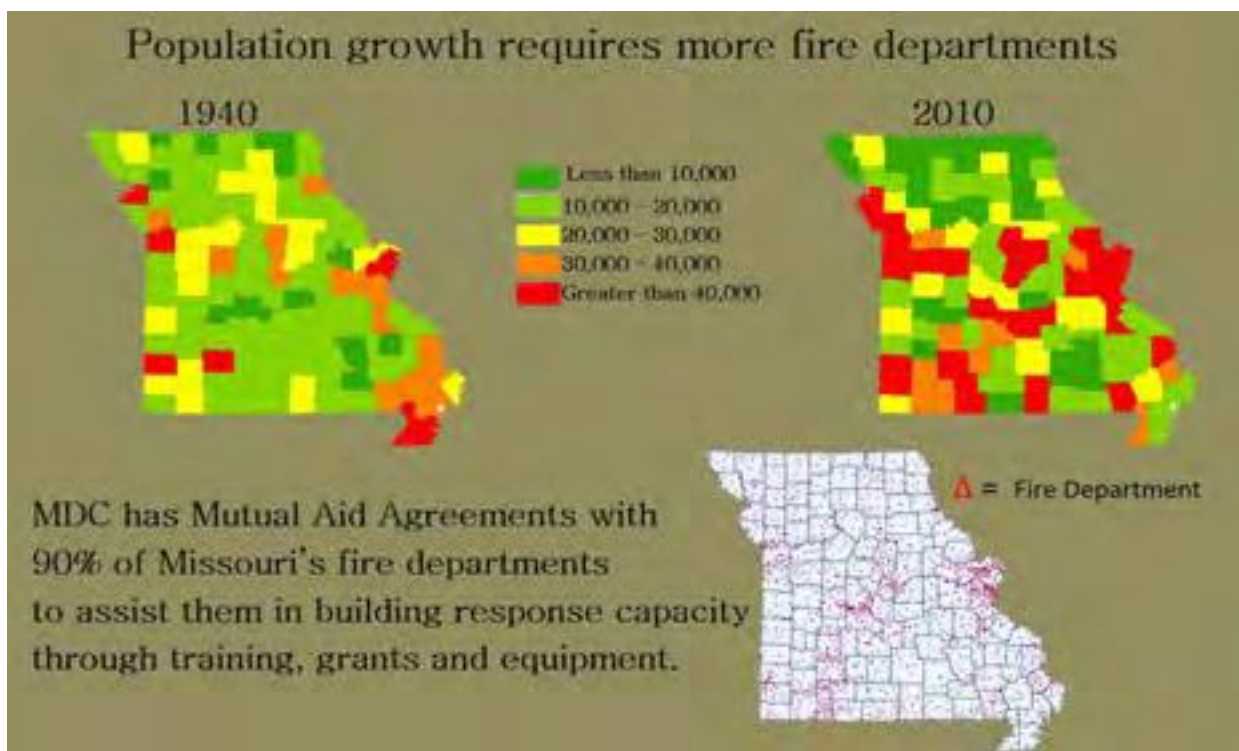 Population growth requires more fire departments
1940
2010
Less than 10,000
10,000 - 20,000
20,000 - 30,000
30,000 - 40,000
Greater than 40,000
Δ = Fire Department
MDC has Mutual Aid Agreements with
90% of Missouri's fire departments
to assist them in building response capacity
through training, grants and equipment.